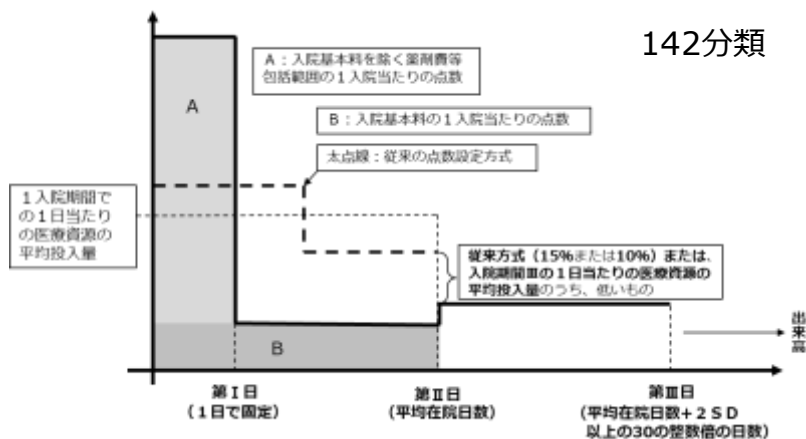 142分類
A：入院基本料を除く薬剤費等
包括範囲の１入院当たりの点数
A
B：入院基本料の１入院当たりの点数
太点線：従来の点数設定方式
１入院期間で
の１日当たり
の医療資源の
平均投入量
従来方式（15%または10%）または、
入院期間Ⅲの１日当たりの医療資源の
平均投入量のうち、低いもの
出来高
B
第Ⅰ日
（１日で固定）
第Ⅱ日
（平均在院日数）
第Ⅲ日
（平均在院日数＋２ＳＤ
以上の30の整数倍の日数）